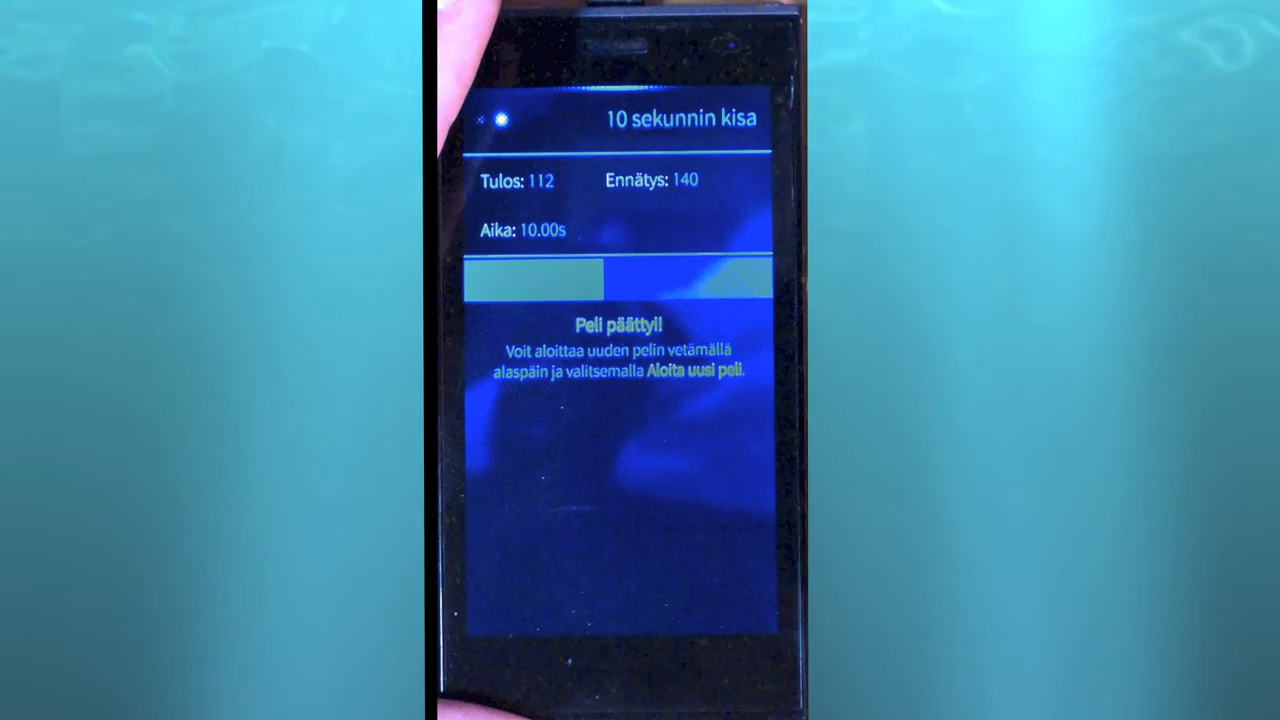 10 sekunnin kisa
Tulos: 112 Ennätys: 140
Aika: 10.00s
Peli päättyi!
Voit aloittaa uuden pelin vetämällä
alaspäin ja valitsemalla Aloita uusi peli.